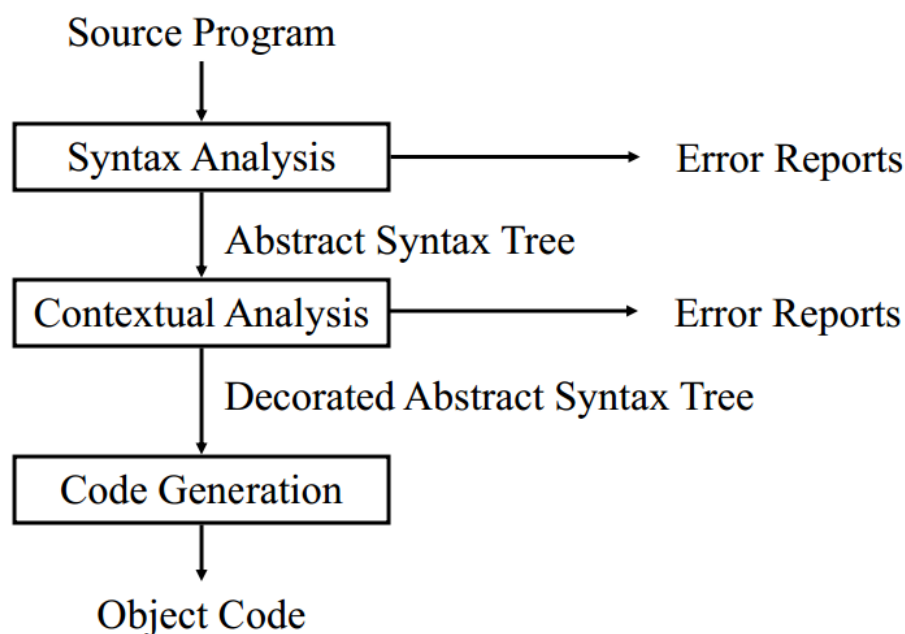 Source Program
Syntax Analysis
Error Reports
Abstract Syntax Tree
Contextual Analysis
Error Reports
Decorated Abstract Syntax Tree
Code Generation
Object Code